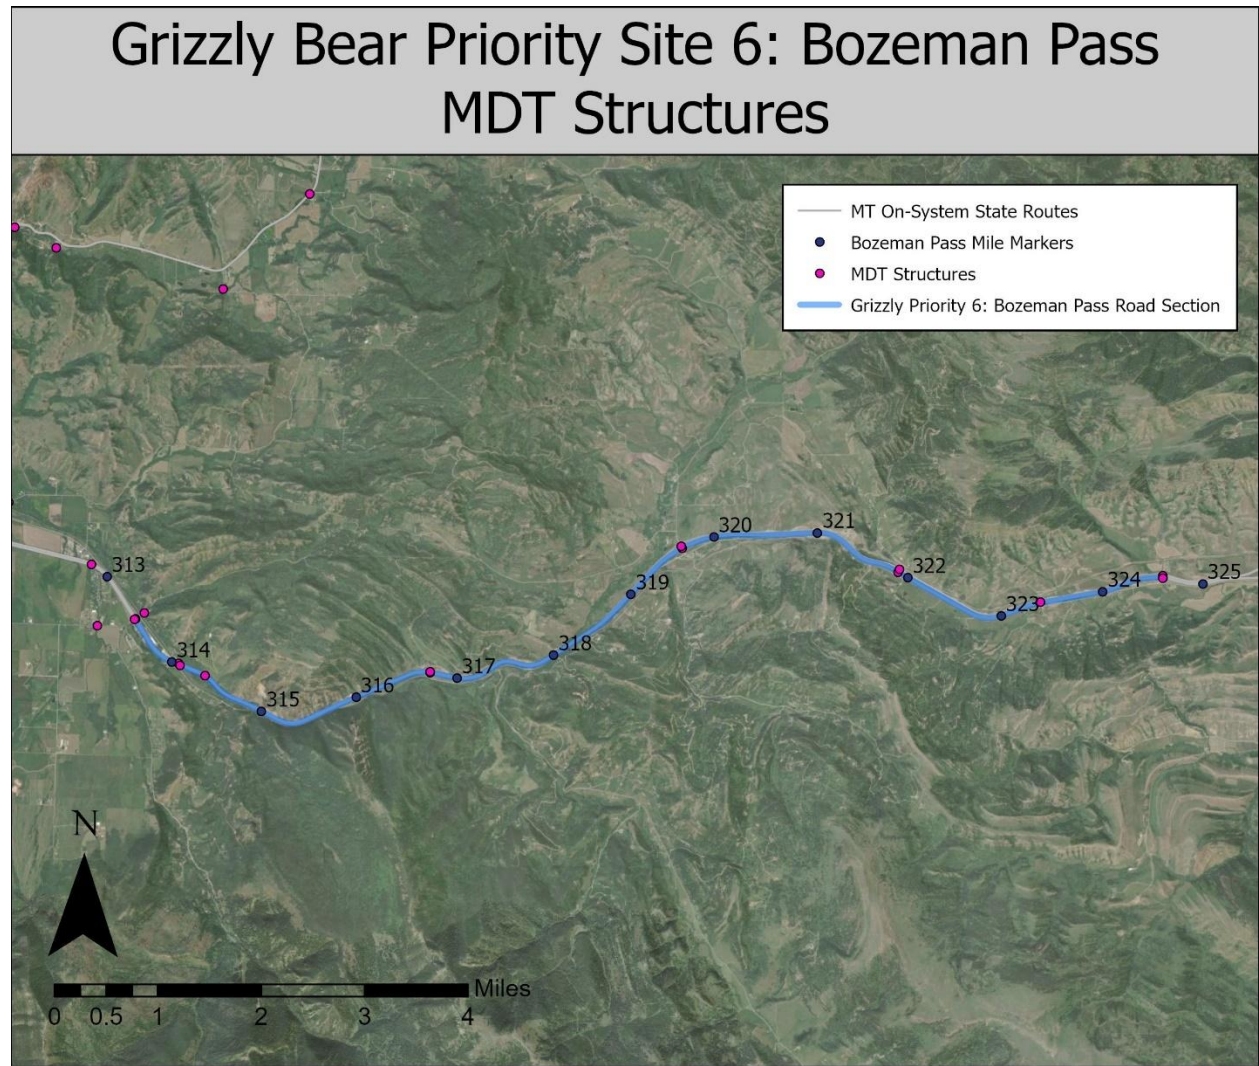 Grizzly Bear Priority Site 6: Bozeman Pass
MDT Structures
MT On-System State Routes
Bozeman Pass Mile Markers
MDT Structures
Grizzly Priority 6: Bozeman Pass Road Section
320
321
313
322
325
319
324
323
314
318
317
316
315
N
Miles
0 0.5 1 2 3 4